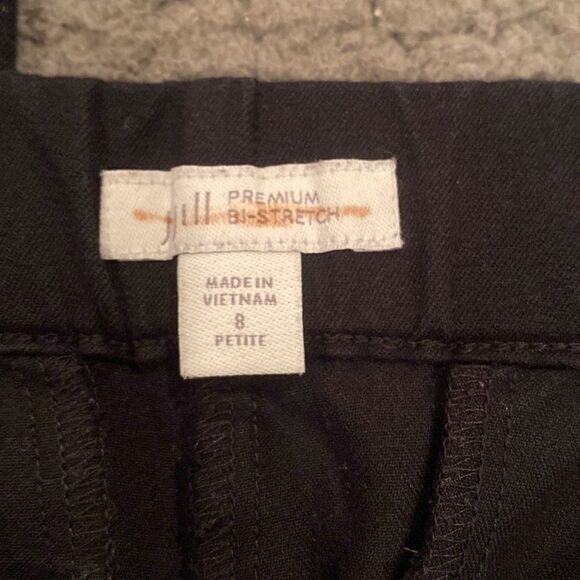 j.jill
PREMIUM
BI-STRETCH
MADE IN
VIETNAM
8
PETITE